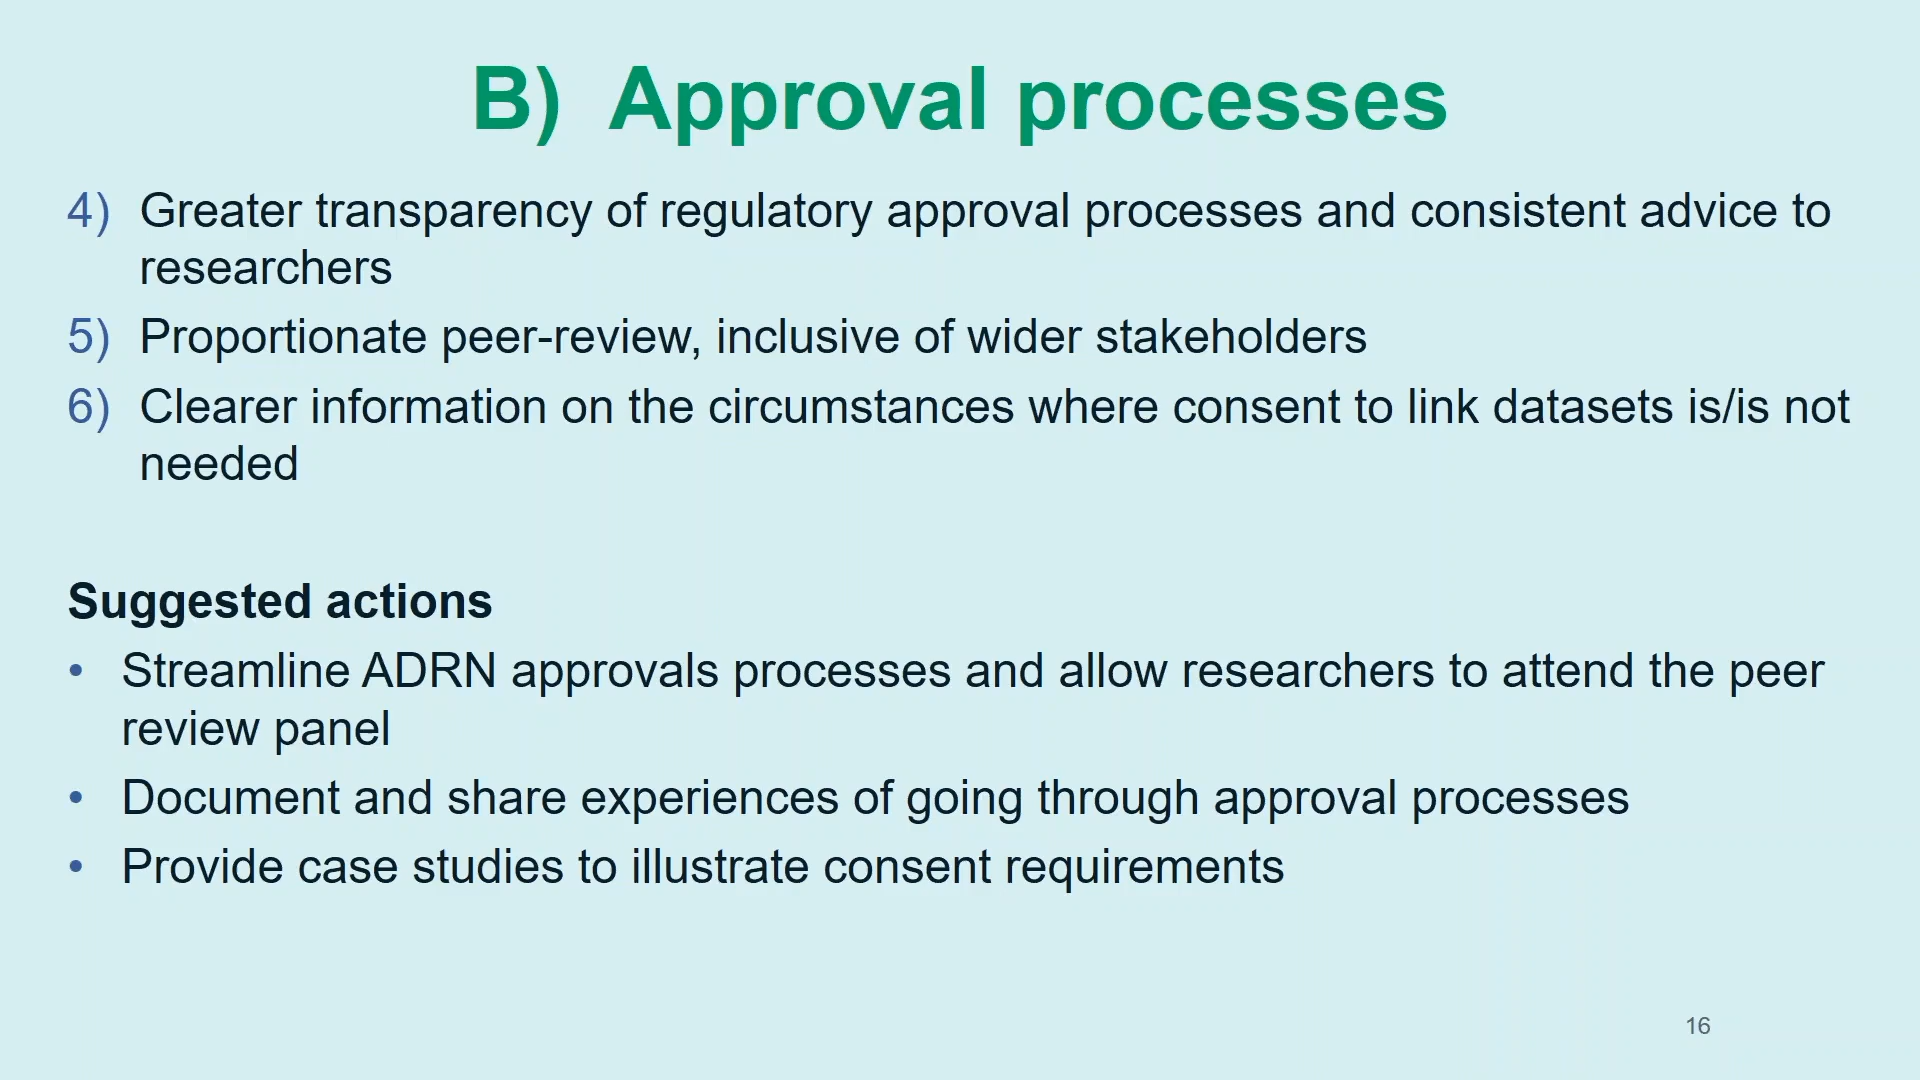 B) Approval processes
4) Greater transparency of regulatory approval processes and consistent advice to
researchers
5) Proportionate peer-review, inclusive of wider stakeholders
6) Clearer information on the circumstances where consent to link datasets is/is not
needed
Suggested actions
• Streamline ADRN approvals processes and allow researchers to attend the peer
review panel
• Document and share experiences of going through approval processes
• Provide case studies to illustrate consent requirements
16